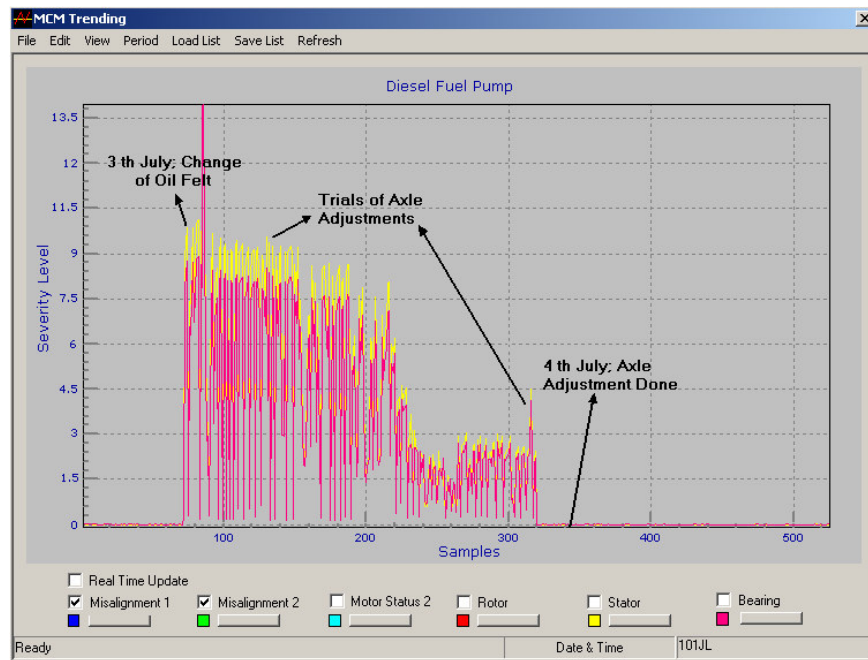 MCM Trending
File Edit View Period Load List Save List Refresh
Diesel Fuel Pump
13.5
12
11.5
9
7.5
6
4.5
3
1.5
0
Severity Level
3 th July; Change
of Oil Felt
Trials of Axle
Adjustments
4 th July; Axle
Adjustment Done
100 200 300 400 500
Samples
Real Time Update
Misalignment 1 Misalignment 2 Motor Status 2 Rotor Stator Bearing
Ready Date & Time 101JL